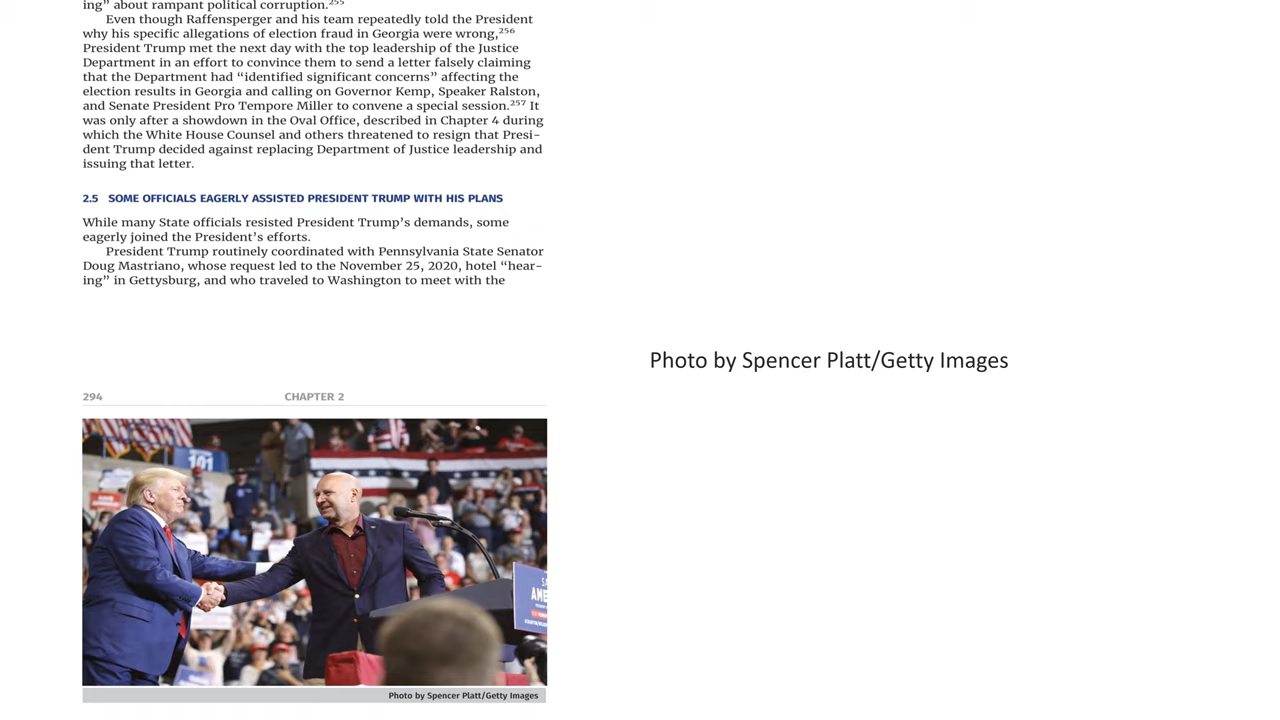 ing” about rampant political corruption.255
Even though Raffensperger and his team repeatedly told the President
why his specific allegations of election fraud in Georgia were wrong,256
President Trump met the next day with the top leadership of the Justice
Department in an effort to convince them to send a letter falsely claiming
that the Department had “identified significant concerns” affecting the
election results in Georgia and calling on Governor Kemp, Speaker Ralston,
and Senate President Pro Tempore Miller to convene a special session.257 It
was only after a showdown in the Oval Office, described in Chapter 4 during
which the White House Counsel and others threatened to resign that Presi-
dent Trump decided against replacing Department of Justice leadership and
issuing that letter.
2.5 SOME OFFICIALS EAGERLY ASSISTED PRESIDENT TRUMP WITH HIS PLANS
While many State officials resisted President Trump’s demands, some
eagerly joined the President’s efforts.
President Trump routinely coordinated with Pennsylvania State Senator
Doug Mastriano, whose request led to the November 25, 2020, hotel “hear-
ing” in Gettysburg, and who traveled to Washington to meet with the
Photo by Spencer Platt/Getty Images
294 CHAPTER 2
101
Photo by Spencer Platt/Getty Images